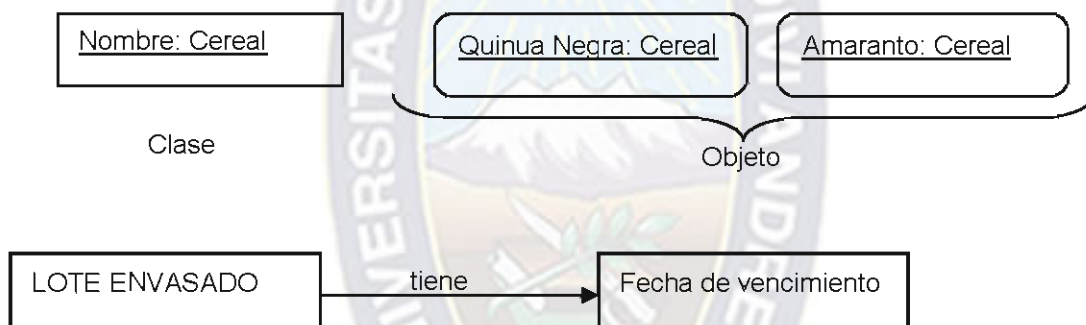 Nombre: Cereal
Quinua Negra: Cereal
Amaranto: Cereal
Clase
Objeto
LOTE ENVASADO
tiene
Fecha de vencimiento